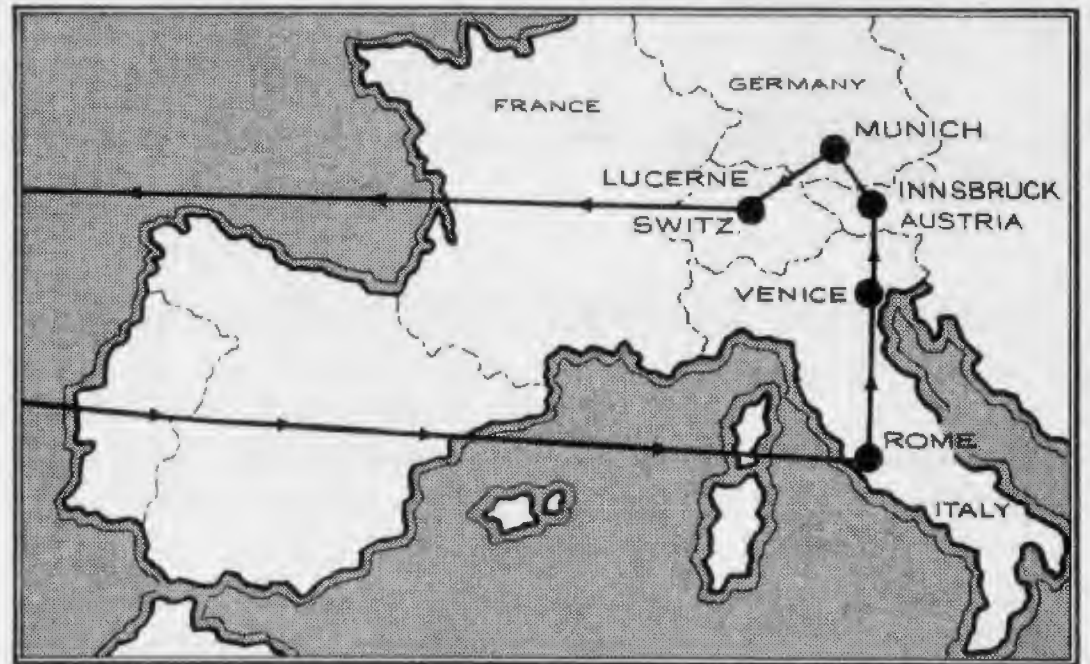 GERMANY
FRANCE
MUNICH
LUCERNE
SWITZ.
INNSBRUCK
AUSTRIA
VENICE
ROME
ITALY